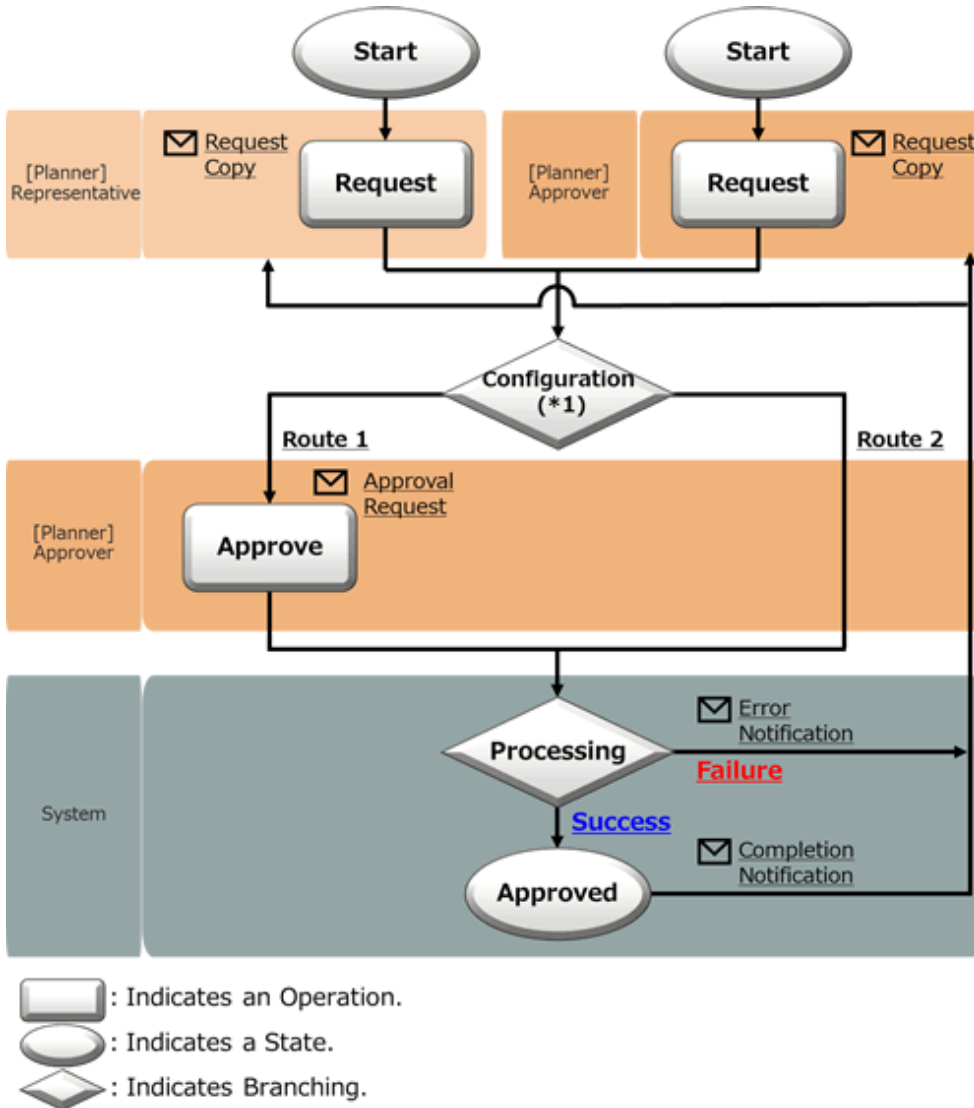 Start
Start
[Planner]
Representative
Request
Copy
Request
[Planner]
Approver
Request
Request
Copy
Configuration
(*1)
Route 1
Route 2
[Planner]
Approver
Approval
Request
Approve
System
Processing
Error
Notification
Failure
Success
Approved
Completion
Notification
: Indicates an Operation.
: Indicates a State.
: Indicates Branching.